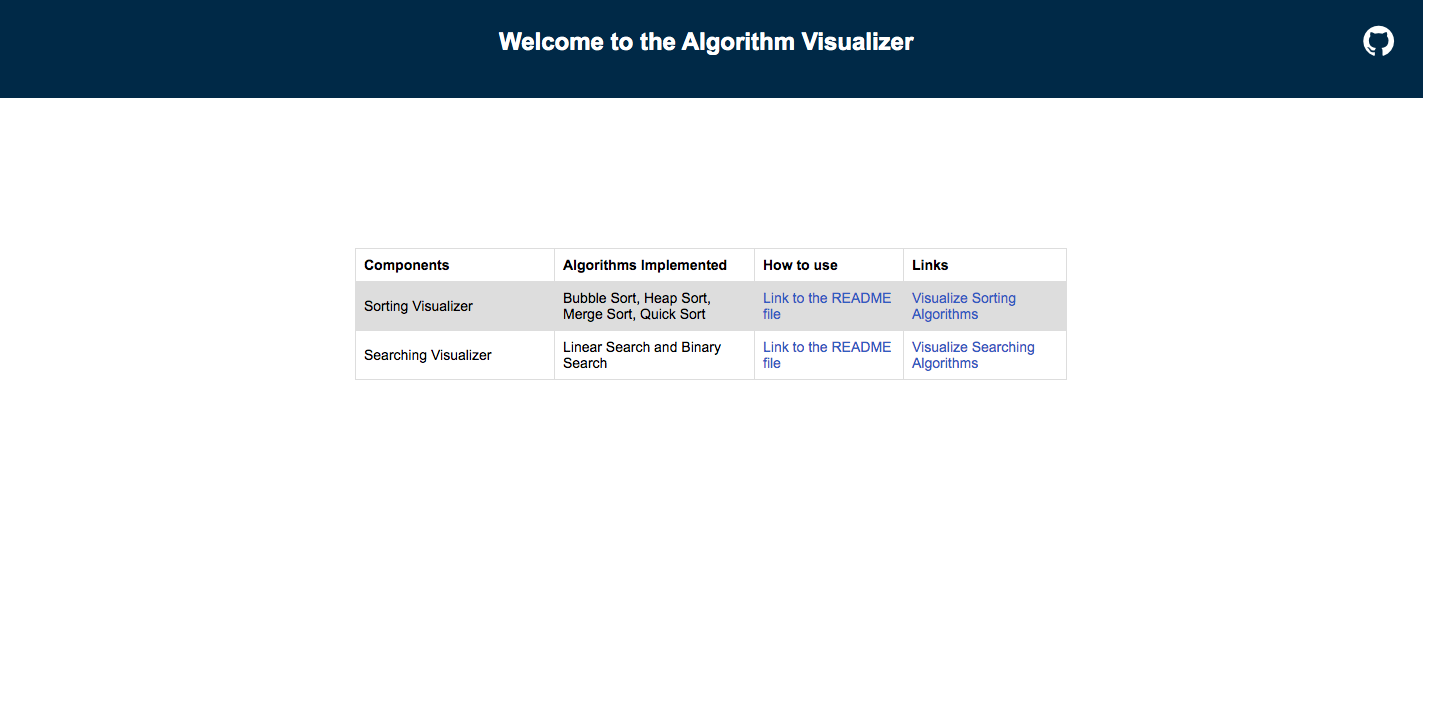 Welcome to the Algorithm Visualizer
Components Algorithms Implemented How to use Links
Sorting Visualizer
Bubble Sort, Heap Sort,
Merge Sort, Quick Sort
Link to the README
file
Visualize Sorting
Algorithms
Searching Visualizer
Linear Search and Binary
Search
Link to the README
file
Visualize Searching
Algorithms